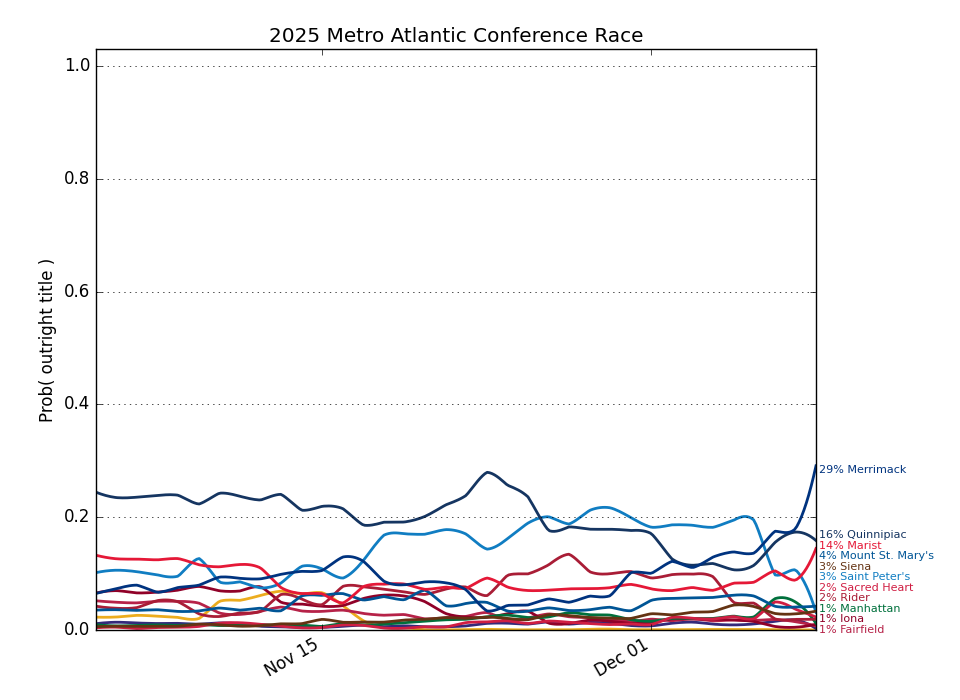 2025 Metro Atlantic Conference Race
1.0
0.8
0.6
0.4
0.2
0.0
Prob( outright title )
Nov 15
Dec 01
29% Merrimack
16% Quinnipiac
14% Marist
4% Mount St. Mary's
3% Siena
3% Saint Peter's
2% Sacred Heart
2% Rider
1% Manhattan
1% Iona
1% Fairfield